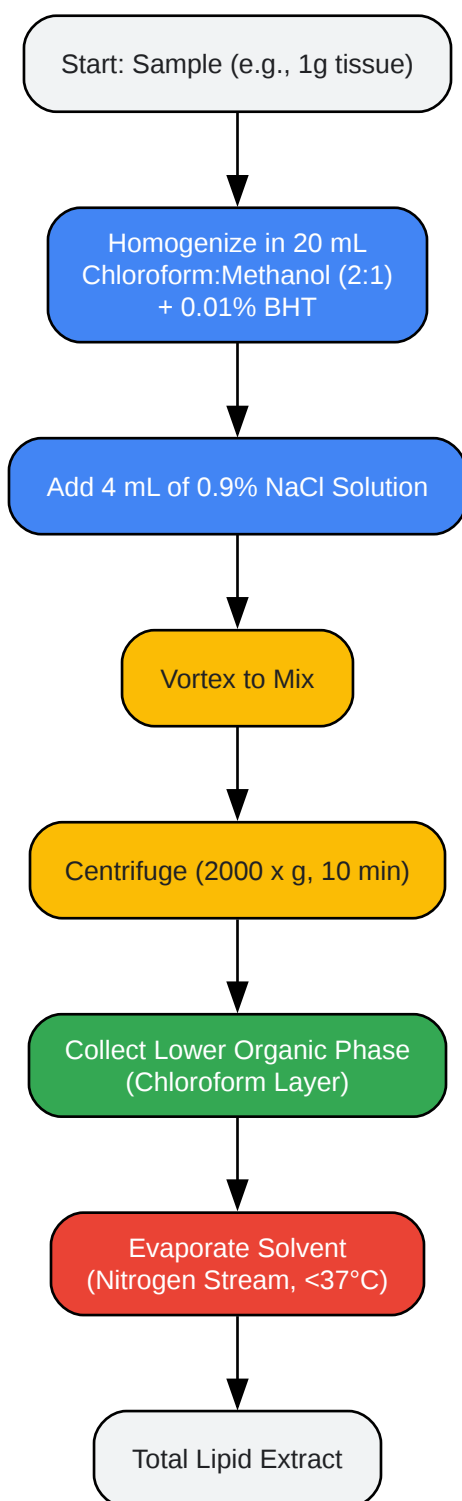 Start: Sample (e.g., 1g tissue)
Homogenize in 20 mL
Chloroform:Methanol (2:1)
+ 0.01% BHT
Add 4 mL of 0.9% NaCl Solution
Vortex to Mix
Centrifuge (2000 x g, 10 min)
Collect Lower Organic Phase
(Chloroform Layer)
Evaporate Solvent
(Nitrogen Stream, <37°C)
Total Lipid Extract